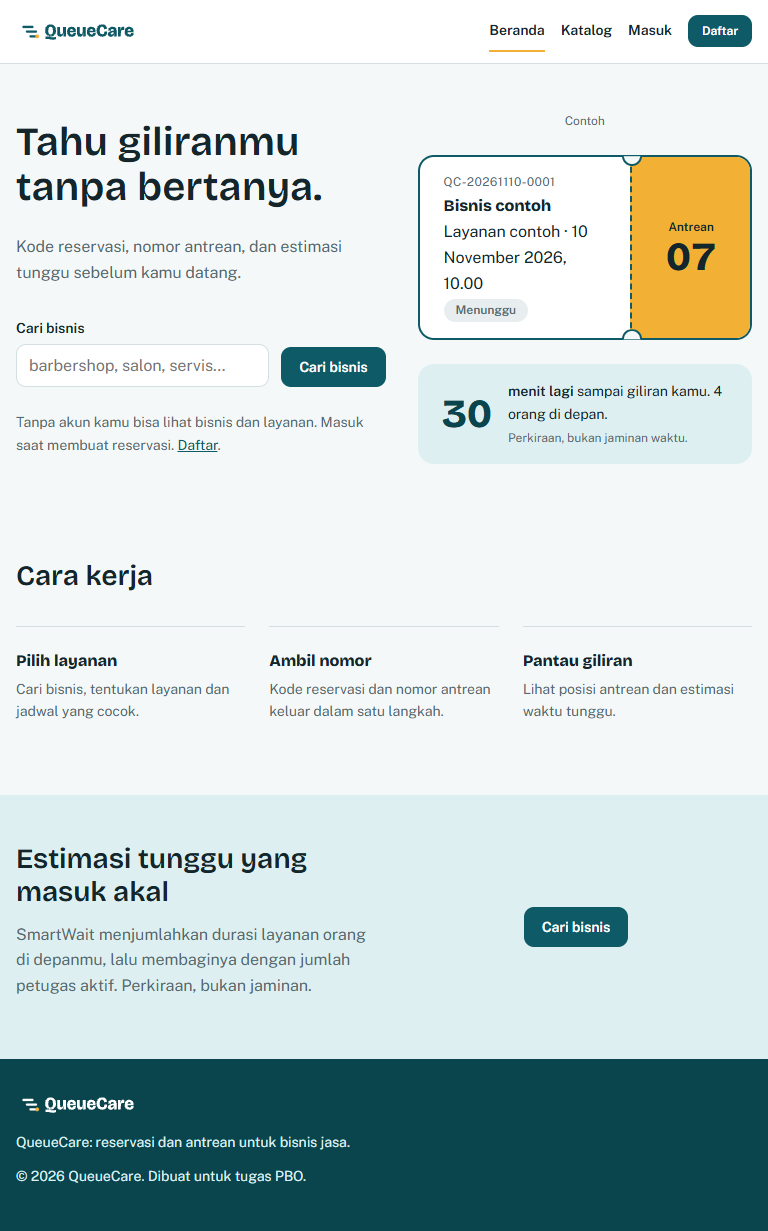 QueueCare
Beranda
Katalog
Masuk
Daftar
Tahu giliranmu
tanpa bertanya.
Kode reservasi, nomor antrean, dan estimasi
tunggu sebelum kamu datang.
Cari bisnis
barbershop, salon, servis...
Cari bisnis
Tanpa akun kamu bisa lihat bisnis dan layanan. Masuk
saat membuat reservasi. Daftar.
Contoh
QC-20261110-0001
Bisnis contoh
Layanan contoh · 10
November 2026,
10.00
Menunggu
Antrean
07
30
menit lagi sampai giliran kamu. 4
orang di depan.
Perkiraan, bukan jaminan waktu.
Cara kerja
Pilih layanan
Cari bisnis, tentukan layanan dan
jadwal yang cocok.
Ambil nomor
Kode reservasi dan nomor antrean
keluar dalam satu langkah.
Pantau giliran
Lihat posisi antrean dan estimasi
waktu tunggu.
Estimasi tunggu yang
masuk akal
SmartWait menjumlahkan durasi layanan orang
di depanmu, lalu membaginya dengan jumlah
petugas aktif. Perkiraan, bukan jaminan.
Cari bisnis
QueueCare
QueueCare: reservasi dan antrean untuk bisnis jasa.
© 2026 QueueCare. Dibuat untuk tugas PBO.